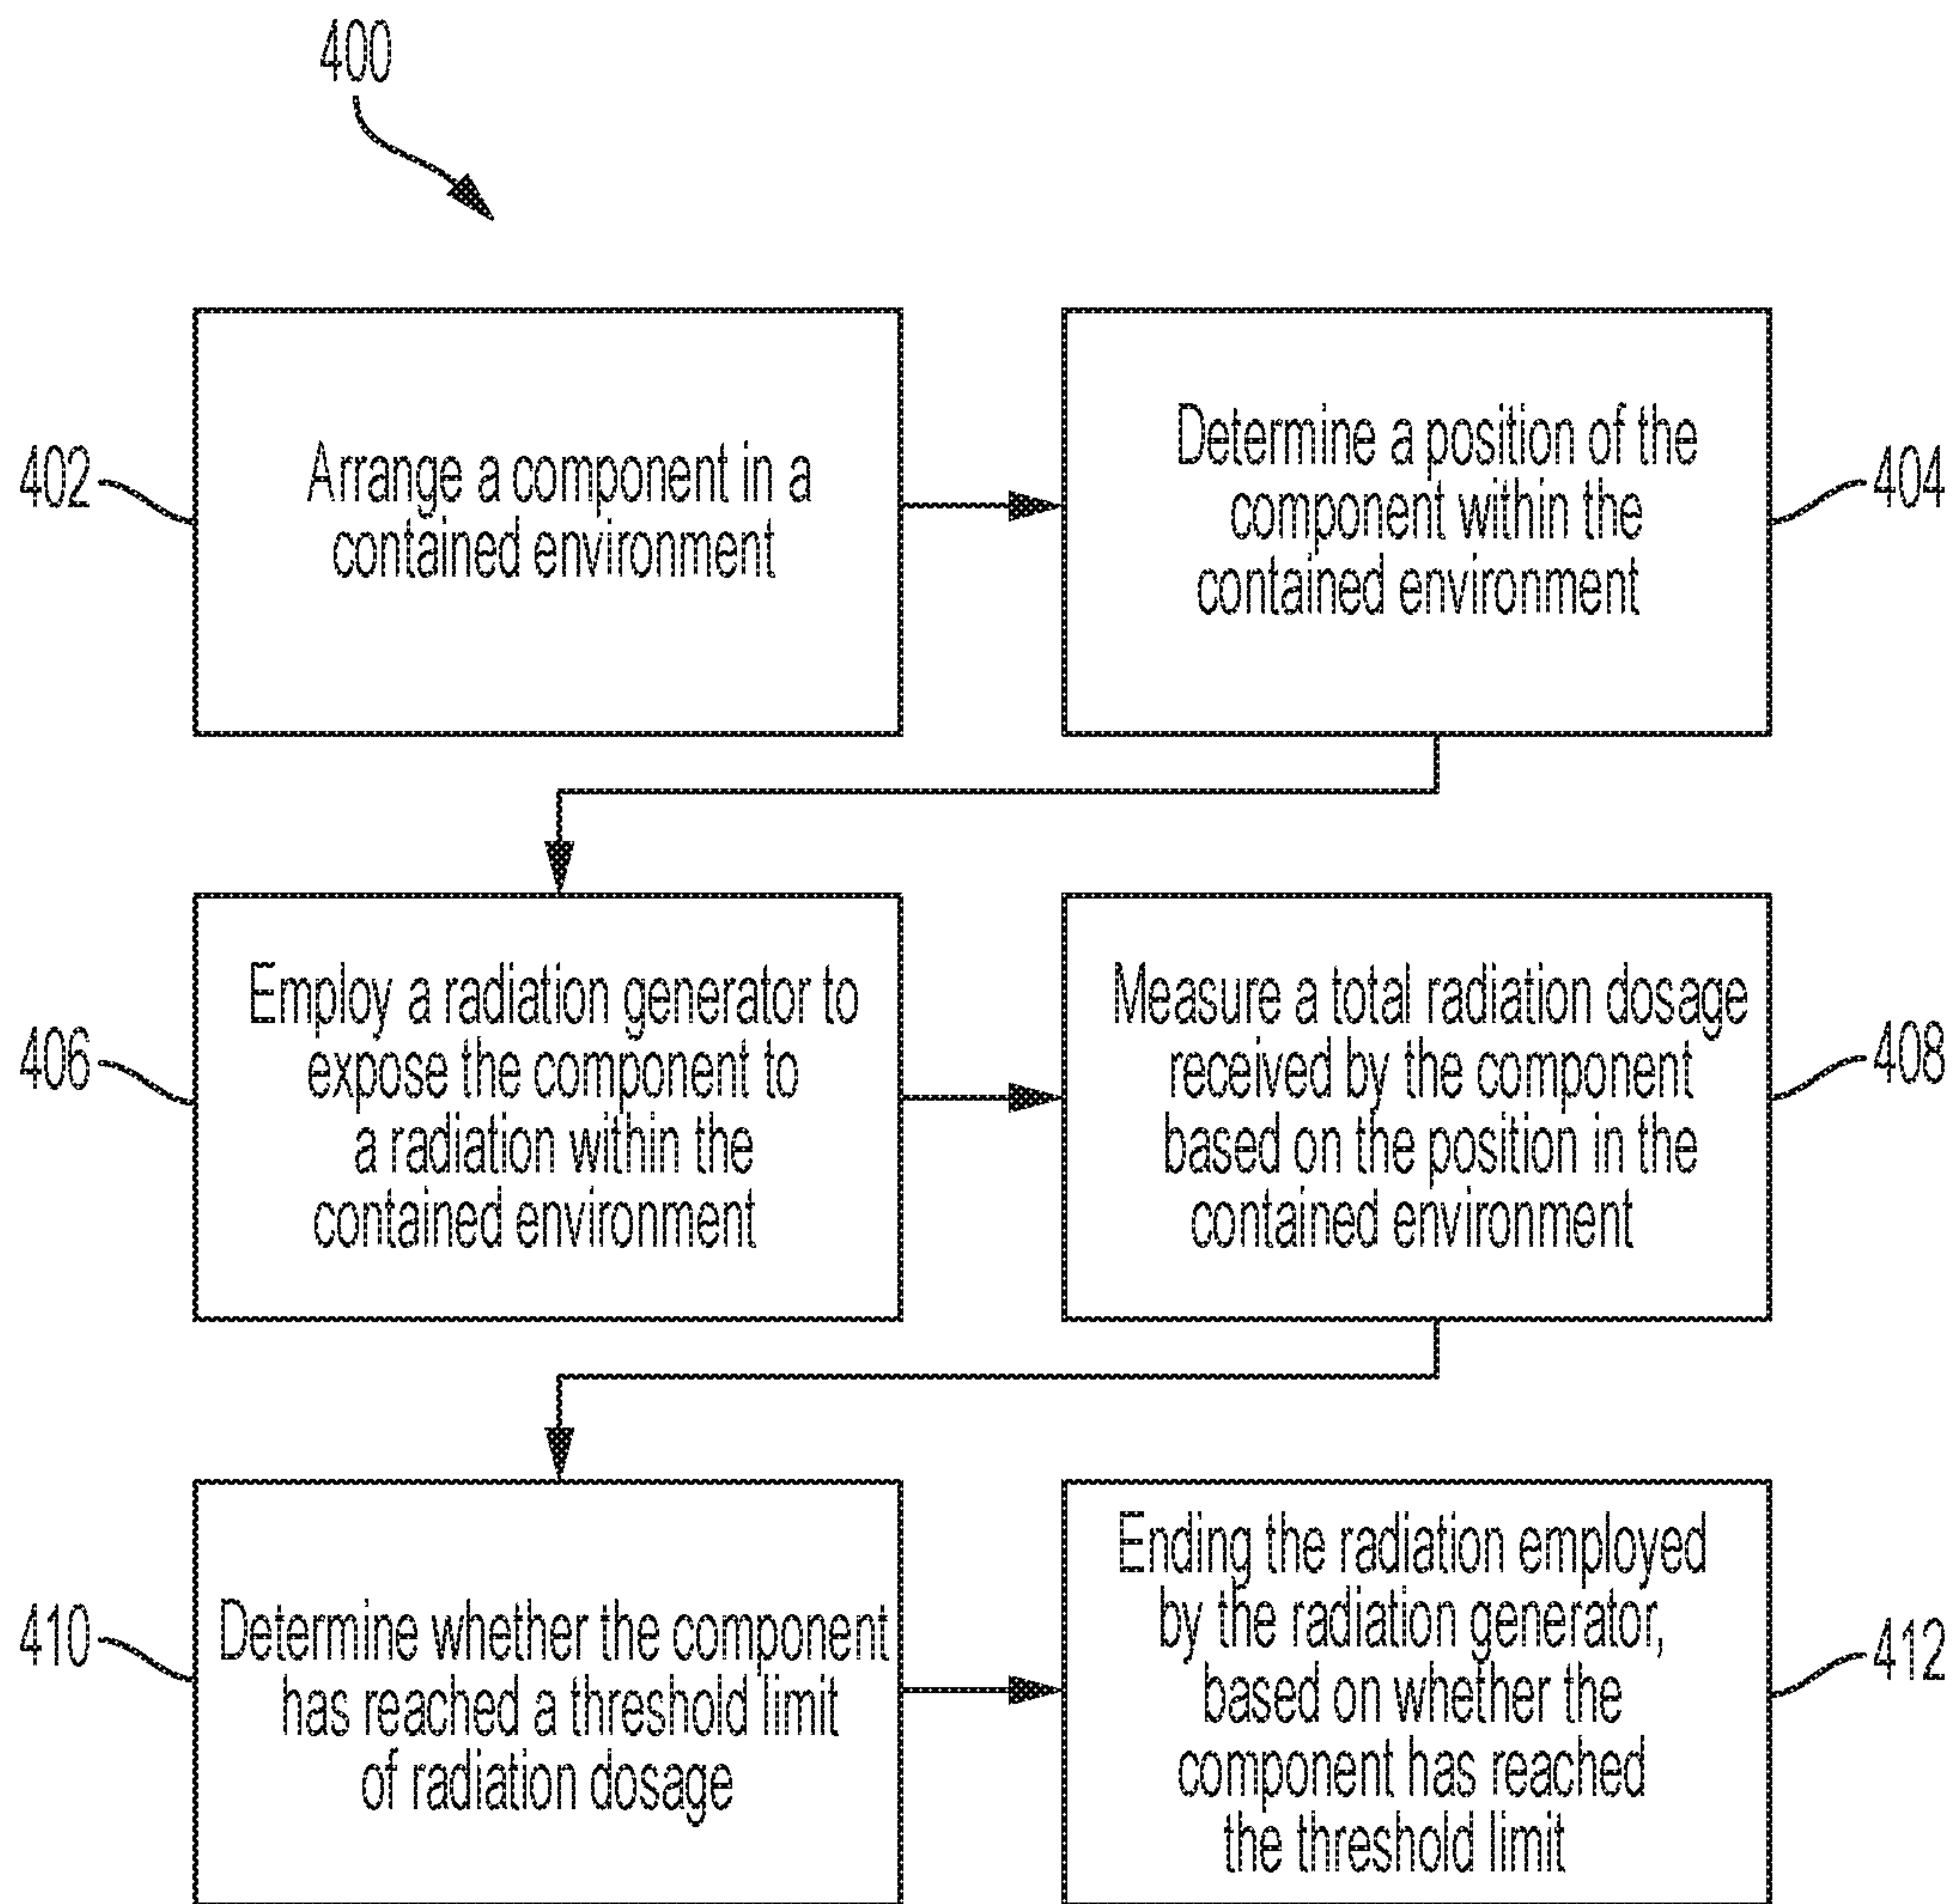 400
402
Arrange a component in a
contained environment
Determine a position of the
component within the
contained environment
404
406
Employ a radiation generator to
expose the component to
a radiation within the
contained environment
Measure a total radiation dosage
received by the component
based on the position in the
contained environment
408
410
Determine whether the component
has reached a threshold limit
of radiation dosage
Ending the radiation employed
by the radiation generator,
based on whether the
component has reached
the threshold limit
412